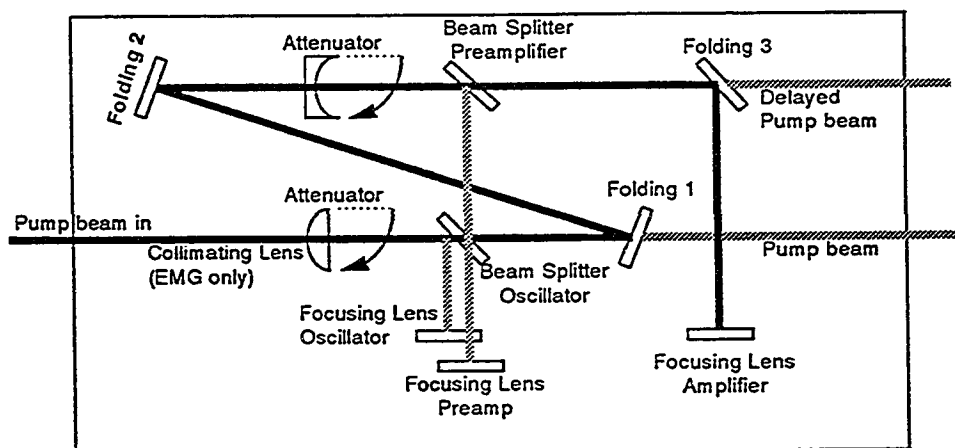 Beam Splitter
Preamplifier
Attenuator
Folding 3
Folding 2
Delayed
Pump beam
Folding 1
Attenuator
Pump beam in
Collimating Lens
(EMG only)
Pump beam
Beam Splitter
Oscillator
Focusing Lens
Oscillator
Focusing Lens
Amplifier
Focusing Lens
Preamp